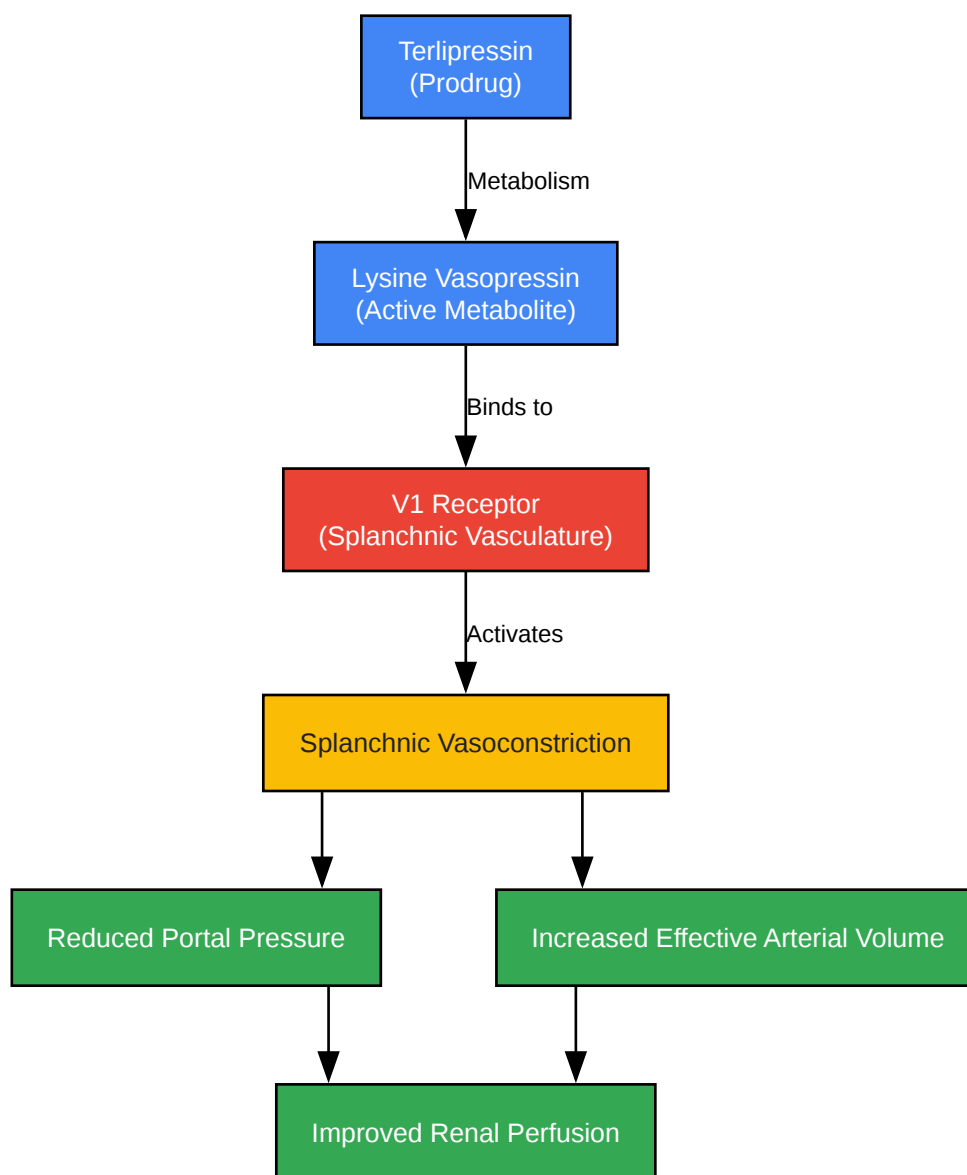 Terlipressin
(Prodrug)
Metabolism
Lysine Vasopressin
(Active Metabolite)
Binds to
V1 Receptor
(Splanchnic Vasculature)
Activates
Splanchnic Vasoconstriction
Reduced Portal Pressure
Increased Effective Arterial Volume
Improved Renal Perfusion